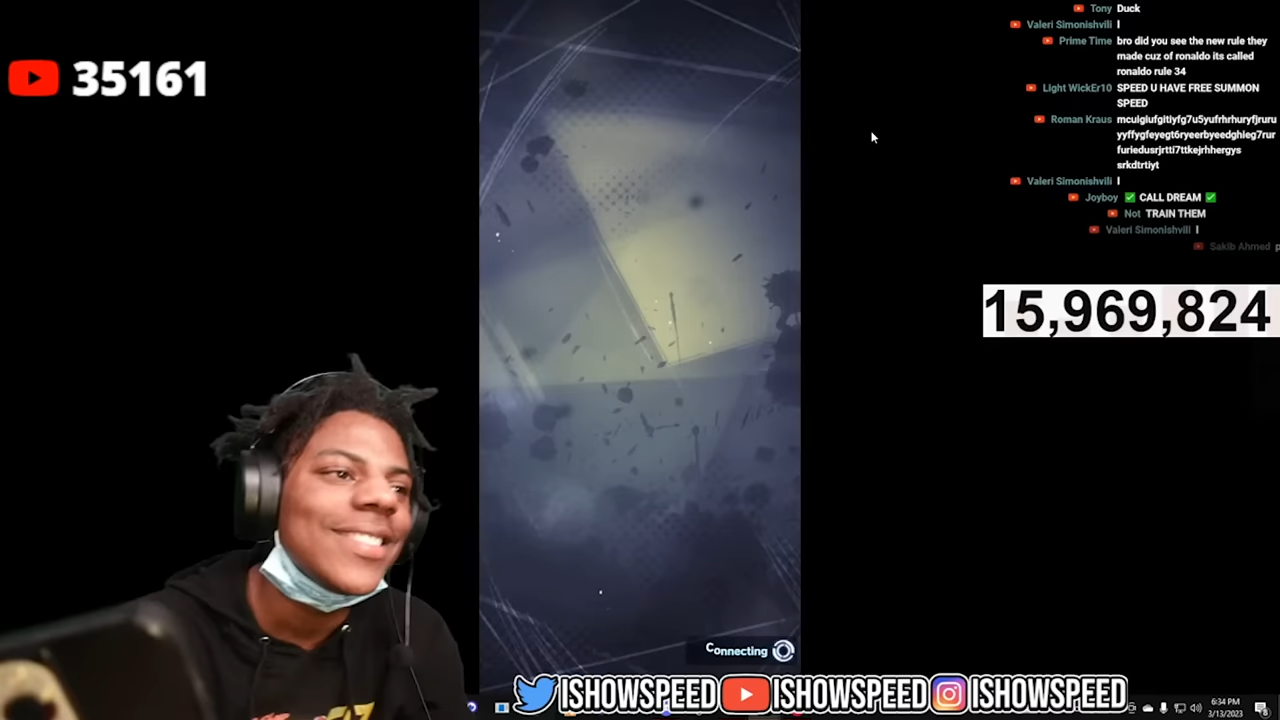 35161
Tony Duck
Valeri Simonishvili l
Prime Time bro did you see the new rule they
made cuz of ronaldo its called
ronaldo rule 34
Light WickEr10 SPEED U HAVE FREE SUMMON
SPEED
Roman Kraus mcuigiufgitiyfg7u5yufrhrhuryfjruru
yyffygfeyegt6ryeerbyeedghieg7rur
furiedusrjrtti7ttkejrhhergys
srkdtrtiyt
Valeri Simonishvili l
Joyboy ✅ CALL DREAM ✅
Not TRAIN THEM
Valeri Simonishvili l
Sakib Ahmed p
15,969,824
Connecting
ISHOWSPEED ISHOWSPEED ISHOWSPEED
6:34 PM
3/13/2023